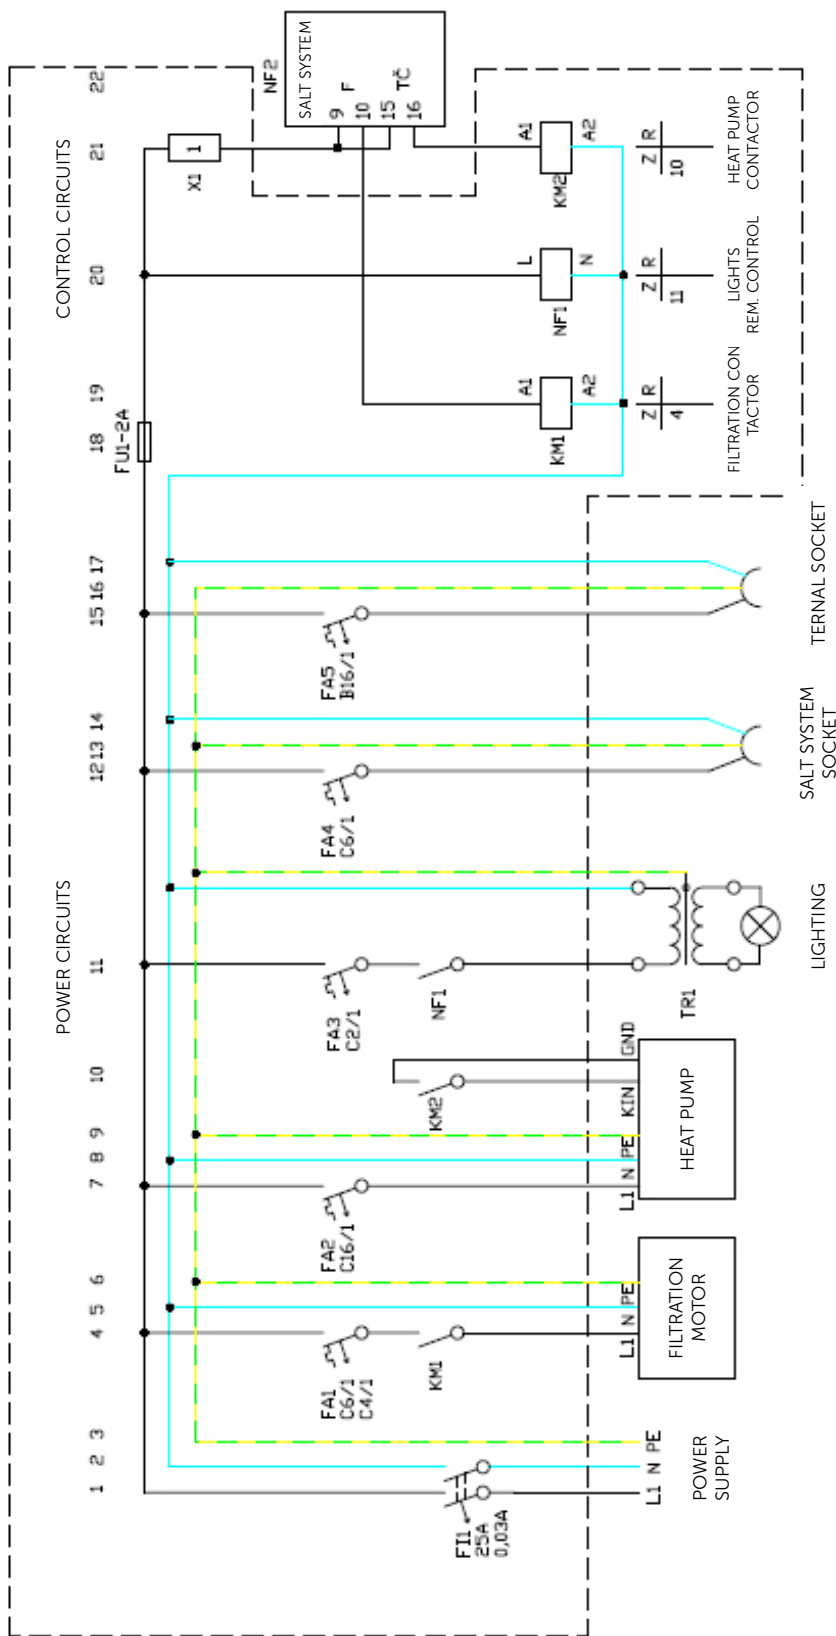 POWER CIRCUITS
CONTROL CIRCUITS
1 2 3 4 5 6 7 8 9 10 11 12 13 14 15 16 17 18 19 20 21 22
FU1-2A
X1
1
NF2
SALT SYSTEM
F
TČ
9
10
15
16
FI1
25A
0,03A
FA1
C6/1
C4/1
KM1
FA2
C16/1
KM2
FA3
C2/1
NF1
FA4
C6/1
FA5
B16/1
A1
KM1
A2
L
NF1
N
A1
KM2
A2
L1 N PE
POWER
SUPPLY
L1 N PE
FILTRATION
MOTOR
L1 N PE KIN GND
HEAT PUMP
TR1
LIGHTING
SALT SYSTEM
SOCKET
TERNAL SOCKET
Z R
4
FILTRATION CON
TACTOR
Z R
11
LIGHTS
REM. CONTROL
Z R
10
HEAT PUMP
CONTACTOR